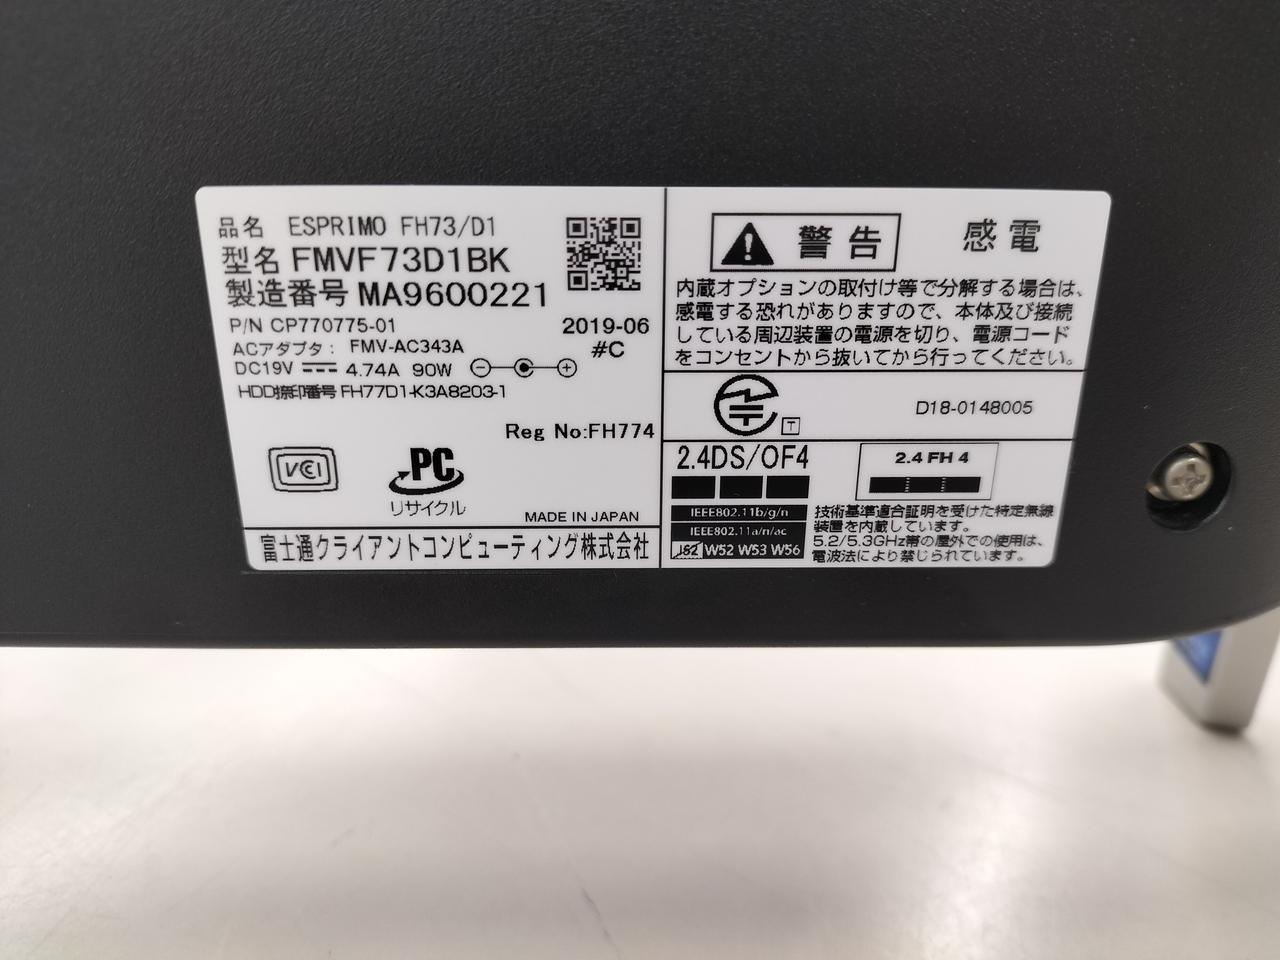 品名 ESPRIMO FH73/D1
型名 FMVF73D1BK
製造番号 MA9600221
P/N CP770775-01 2019-06
ACアダプタ: FMV-AC343A #C
DC19V 4.74A 90W
HDD捺印番号 FH77D1-K3A8203-1
Reg No:FH774
VCCI
PC
リサイクル
MADE IN JAPAN
富士通クライアントコンピューティング株式会社
警告 感電
内蔵オプションの取付け等で分解する場合は、
感電する恐れがありますので、本体及び接続
している周辺装置の電源を切り、電源コード
をコンセントから抜いてから行ってください。
T D18-0148005
2.4DS/OF4
IEEE802.11b/g/n
IEEE802.11a/n/ac
J52 W52 W53 W56
2.4 FH 4
技術基準適合証明を受けた特定無線
装置を内蔵しています。
5.2/5.3GHz帯の屋外での使用は、
電波法により禁じられています。